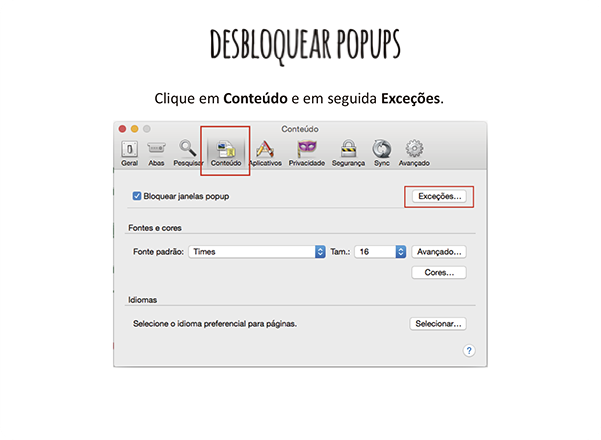 DESBLOQUEAR POPUPS
Clique em Conteúdo e em seguida Exceções.
Conteúdo
Geral Abas Pesquisar Conteúdo Aplicativos Privacidade Segurança Sync Avançado
Bloquear janelas popup Exceções...
Fontes e cores
Fonte padrão: Times Tam.: 16 Avançado...
Cores...
Idiomas
Selecione o idioma preferencial para páginas. Selecionar...
?